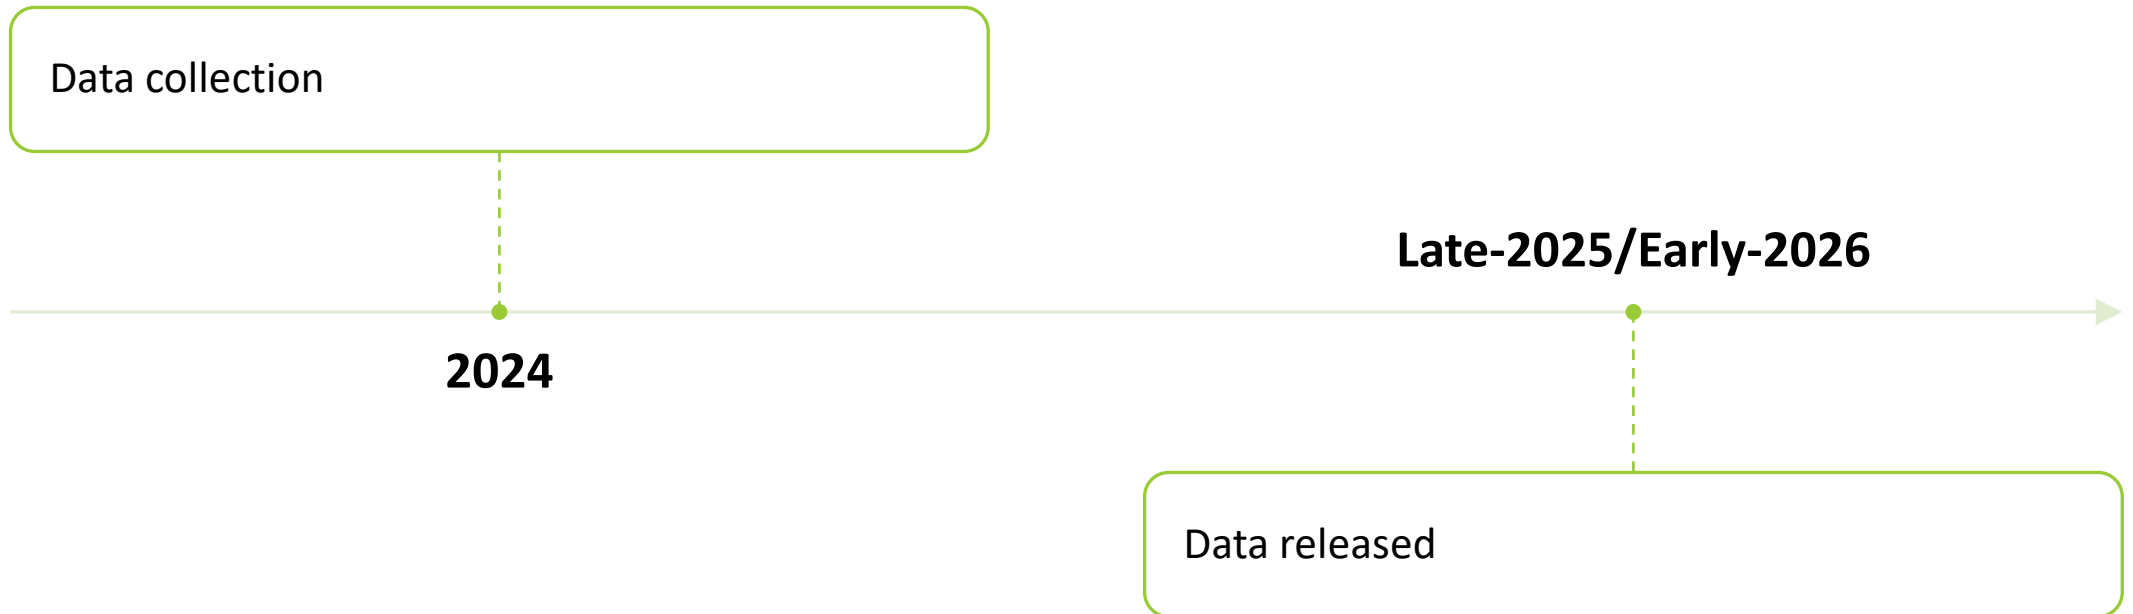 Data collection
Late-2025/Early-2026
2024
Data released